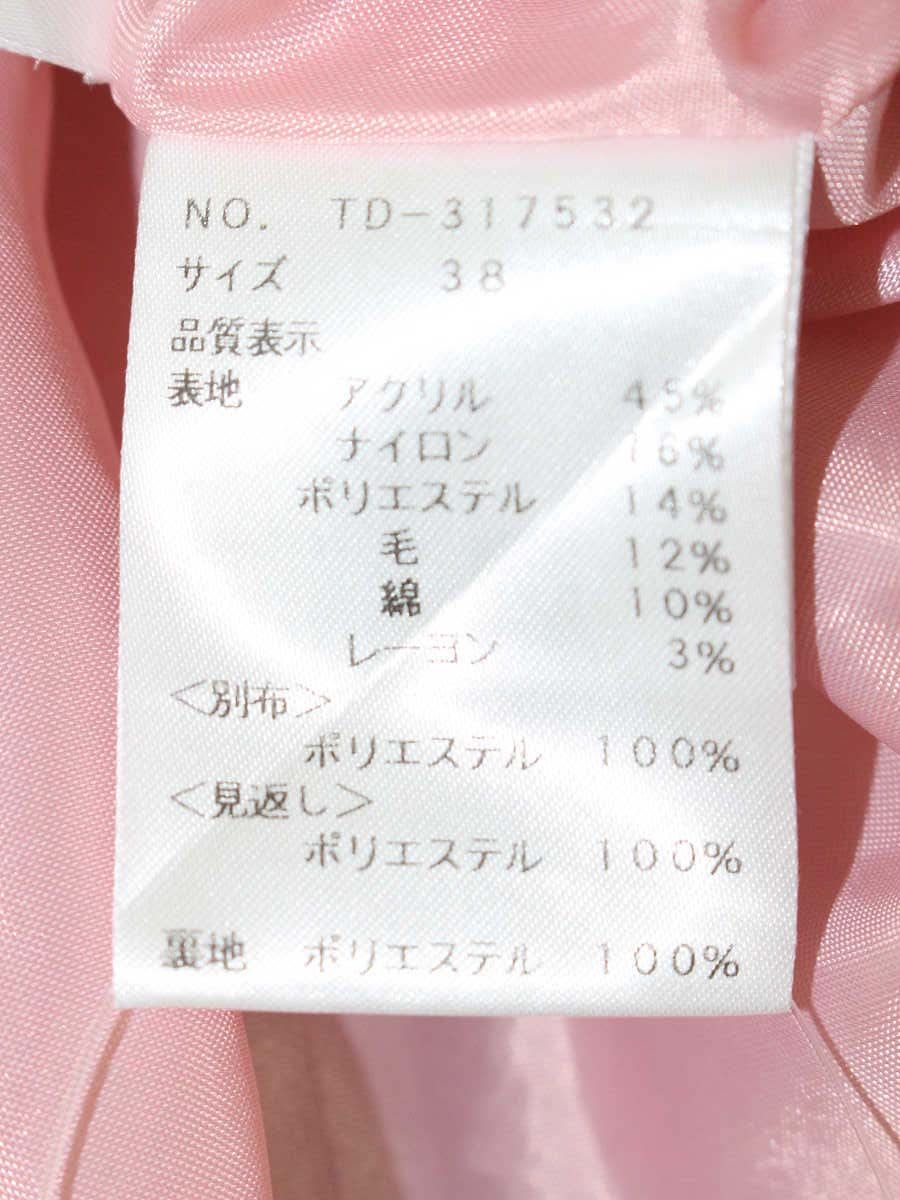 NO. TD-317532
サイズ 38
品質表示
表地 アクリル 45%
ナイロン 16%
ポリエステル 14%
毛 12%
綿 10%
レーヨン 3%
<別布>
ポリエステル 100%
<見返し>
ポリエステル 100%
裏地 ポリエステル 100%